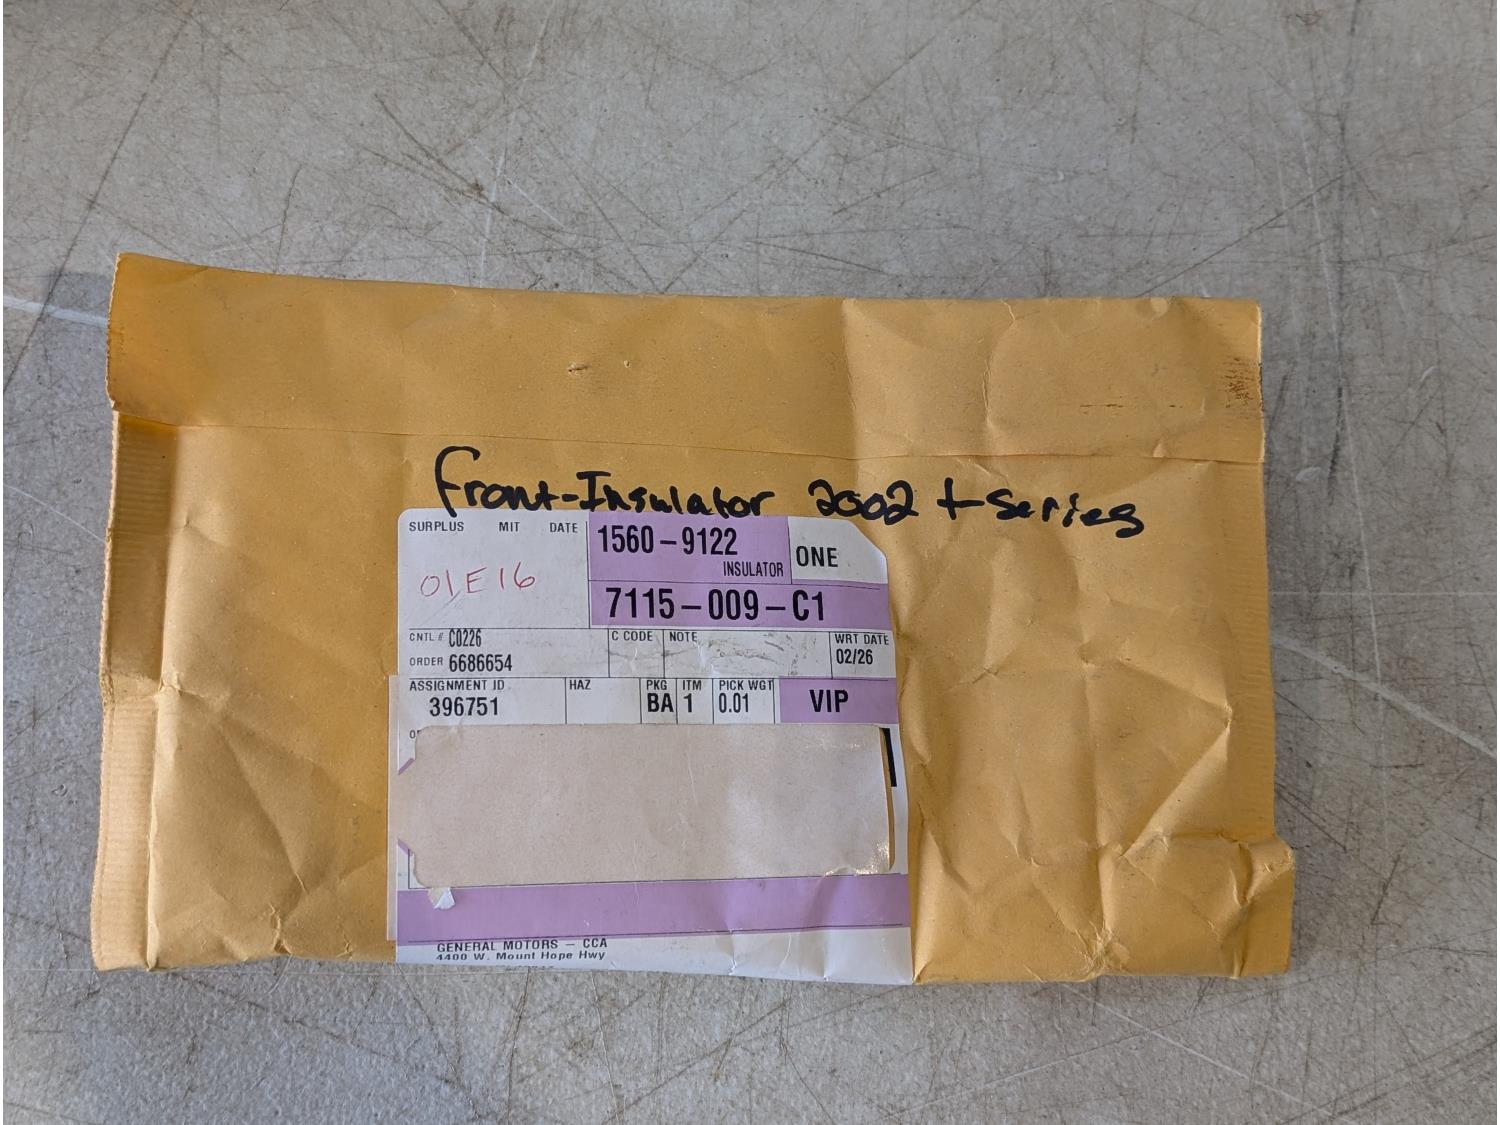 Front-Insulator 2002 t-series
SURPLUS MIT DATE
1560-9122
INSULATOR
ONE
01E16
7115-009-C1
CNTL # C0226
C CODE NOTE
WRT DATE
ORDER 6686654
02/26
ASSIGNMENT ID HAZ PKG ITM PICK WGT
396751 BA 1 0.01 VIP
GENERAL MOTORS - CCA
4400 W. Mount Hope Hwy